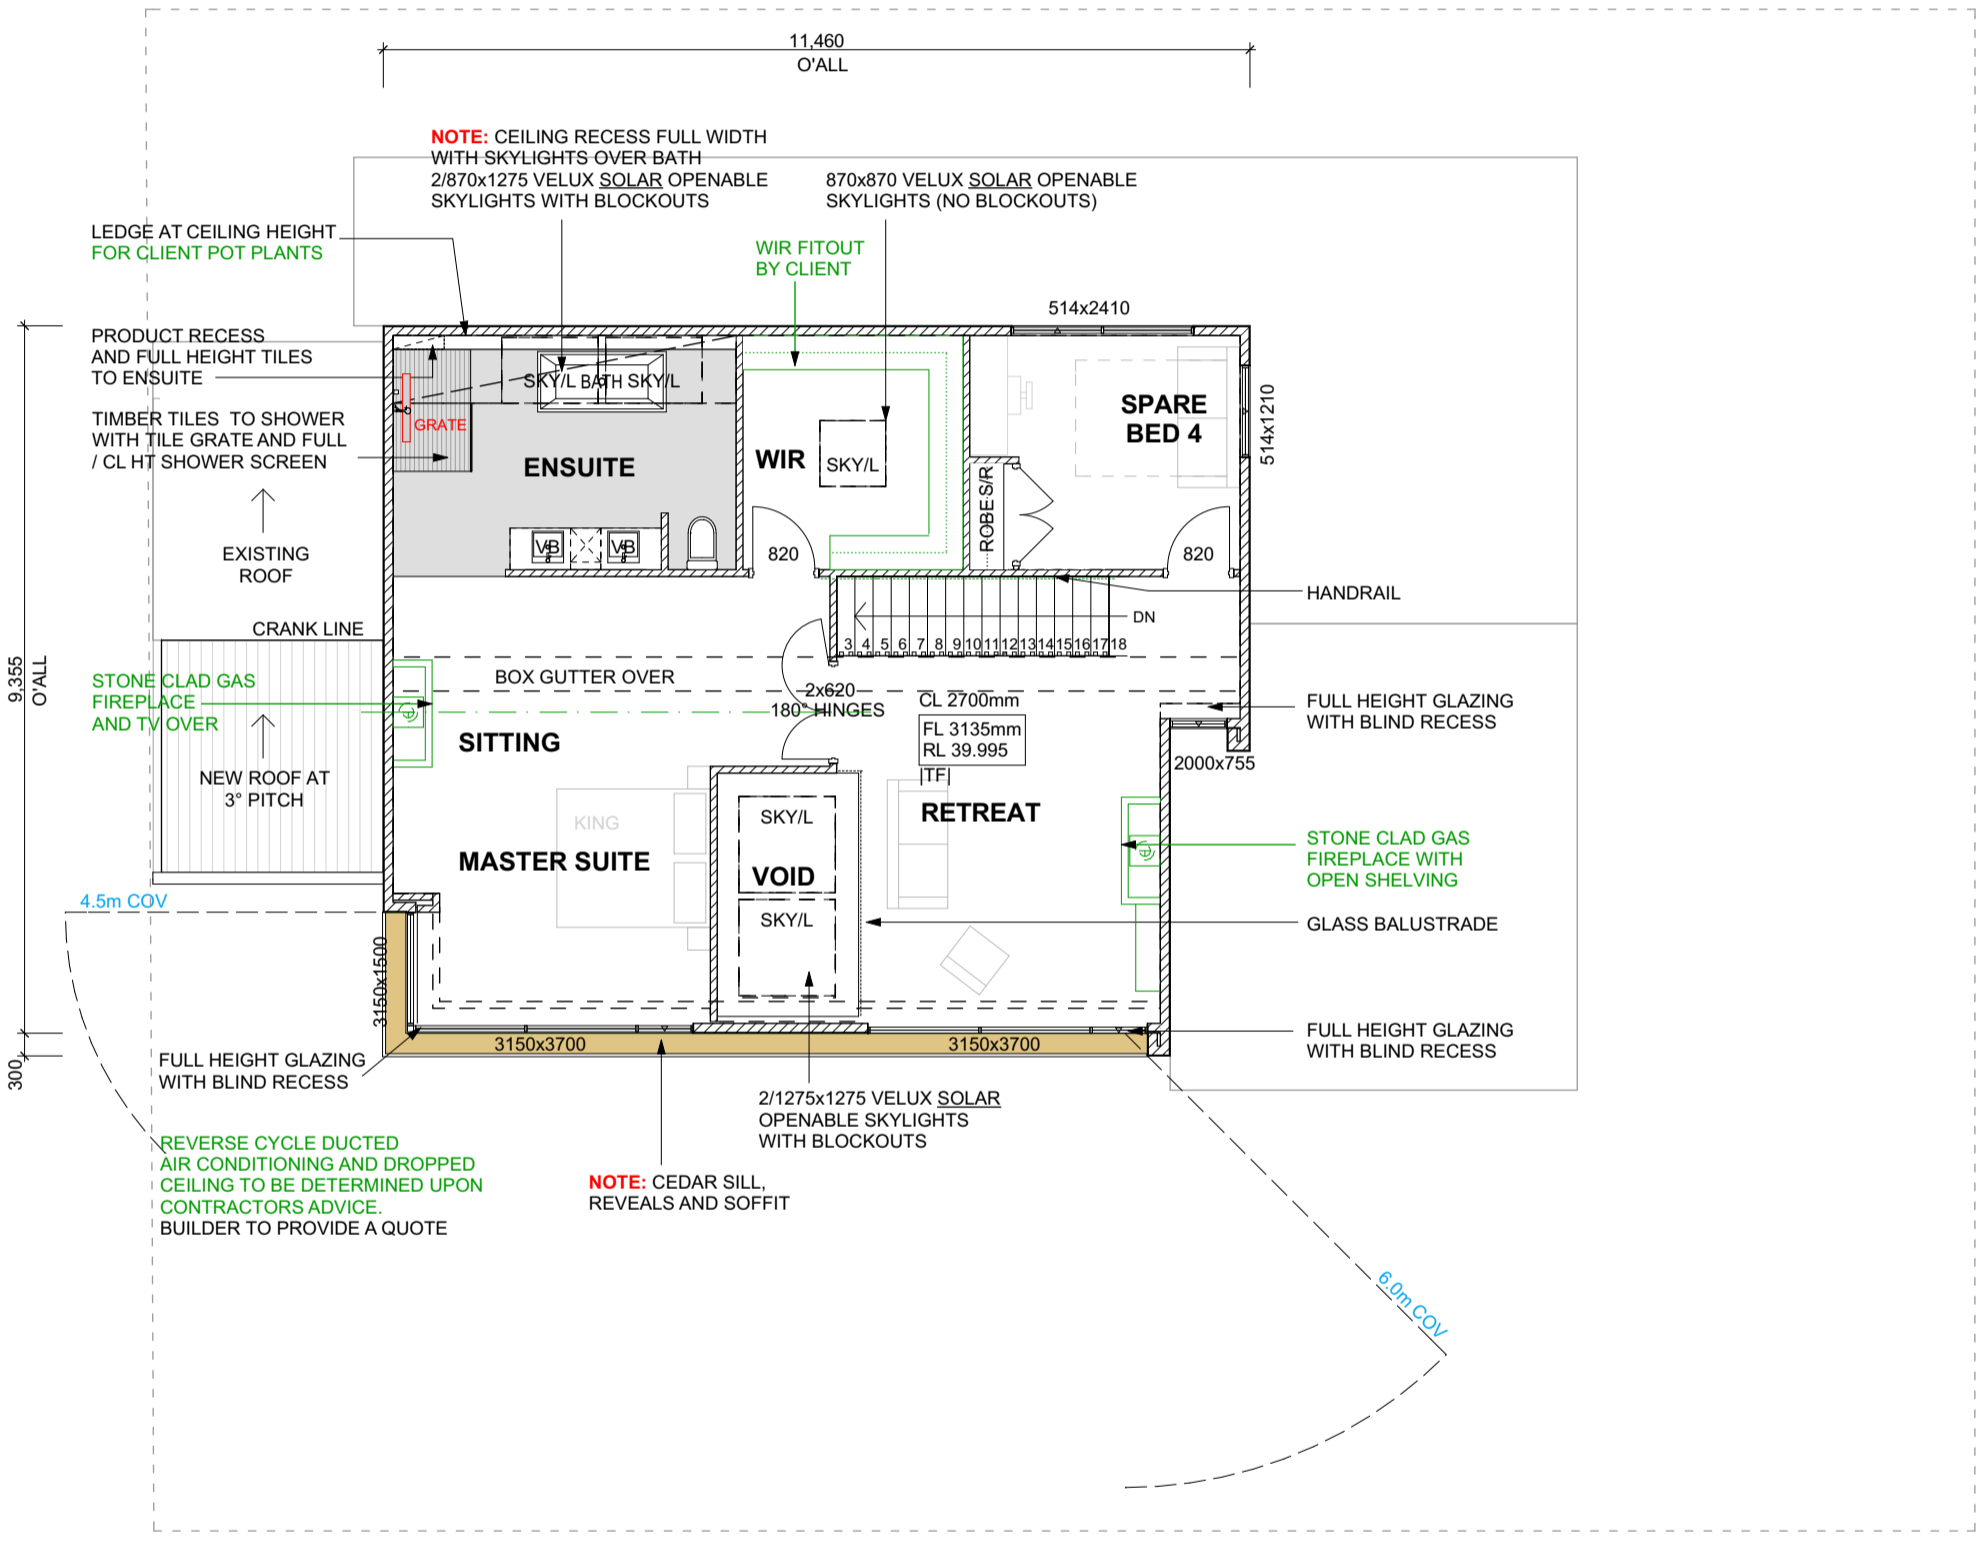 11,460
O'ALL
NOTE: CEILING RECESS FULL WIDTH
WITH SKYLIGHTS OVER BATH
2/870x1275 VELUX SOLAR OPENABLE
SKYLIGHTS WITH BLOCKOUTS
870x870 VELUX SOLAR OPENABLE
SKYLIGHTS (NO BLOCKOUTS)
LEDGE AT CEILING HEIGHT
FOR CLIENT POT PLANTS
WIR FITOUT
BY CLIENT
514x2410
PRODUCT RECESS
AND FULL HEIGHT TILES
TO ENSUITE
TIMBER TILES TO SHOWER
WITH TILE GRATE AND FULL
/ CL HT SHOWER SCREEN
SKY/L BATH SKY/L
GRATE
ENSUITE
WIR
SKY/L
SPARE
BED 4
514x1210
ROBE S/R
VB
VB
820
820
EXISTING
ROOF
HANDRAIL
DN
CRANK LINE
3 4 5 6 7 8 9 10 11 12 13 14 15 16 17 18
9,355
O'ALL
BOX GUTTER OVER
STONE CLAD GAS
FIREPLACE
AND TV OVER
2x620
180° HINGES
CL 2700mm
FL 3135mm
RL 39.995
|TF|
FULL HEIGHT GLAZING
WITH BLIND RECESS
SITTING
2000x755
NEW ROOF AT
3° PITCH
KING
SKY/L
RETREAT
MASTER SUITE
VOID
SKY/L
STONE CLAD GAS
FIREPLACE WITH
OPEN SHELVING
4.5m COV
GLASS BALUSTRADE
3150x1500
300
FULL HEIGHT GLAZING
WITH BLIND RECESS
3150x3700
3150x3700
FULL HEIGHT GLAZING
WITH BLIND RECESS
2/1275x1275 VELUX SOLAR
OPENABLE SKYLIGHTS
WITH BLOCKOUTS
REVERSE CYCLE DUCTED
AIR CONDITIONING AND DROPPED
CEILING TO BE DETERMINED UPON
CONTRACTORS ADVICE.
BUILDER TO PROVIDE A QUOTE
NOTE: CEDAR SILL,
REVEALS AND SOFFIT
6.0m COV